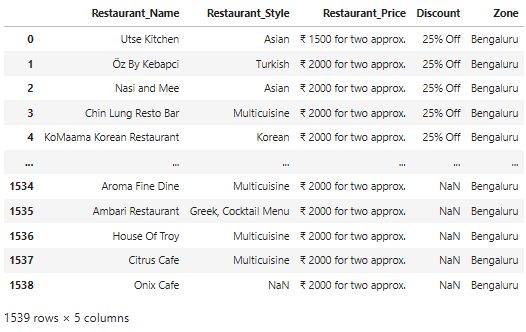 Restaurant_Name Restaurant_Style Restaurant_Price Discount Zone
0 Utse Kitchen Asian ₹ 1500 for two approx. 25% Off Bengaluru
1 Öz By Kebapci Turkish ₹ 2000 for two approx. 25% Off Bengaluru
2 Nasi and Mee Asian ₹ 2000 for two approx. 25% Off Bengaluru
3 Chin Lung Resto Bar Multicuisine ₹ 2000 for two approx. 25% Off Bengaluru
4 KoMaama Korean Restaurant Korean ₹ 2000 for two approx. 25% Off Bengaluru
... ... ... ... ... ...
1534 Aroma Fine Dine Multicuisine ₹ 2000 for two approx. NaN Bengaluru
1535 Ambari Restaurant Greek, Cocktail Menu ₹ 2000 for two approx. NaN Bengaluru
1536 House Of Troy Multicuisine ₹ 2000 for two approx. NaN Bengaluru
1537 Citrus Cafe Multicuisine ₹ 2000 for two approx. NaN Bengaluru
1538 Onix Cafe NaN ₹ 2000 for two approx. NaN Bengaluru
1539 rows × 5 columns